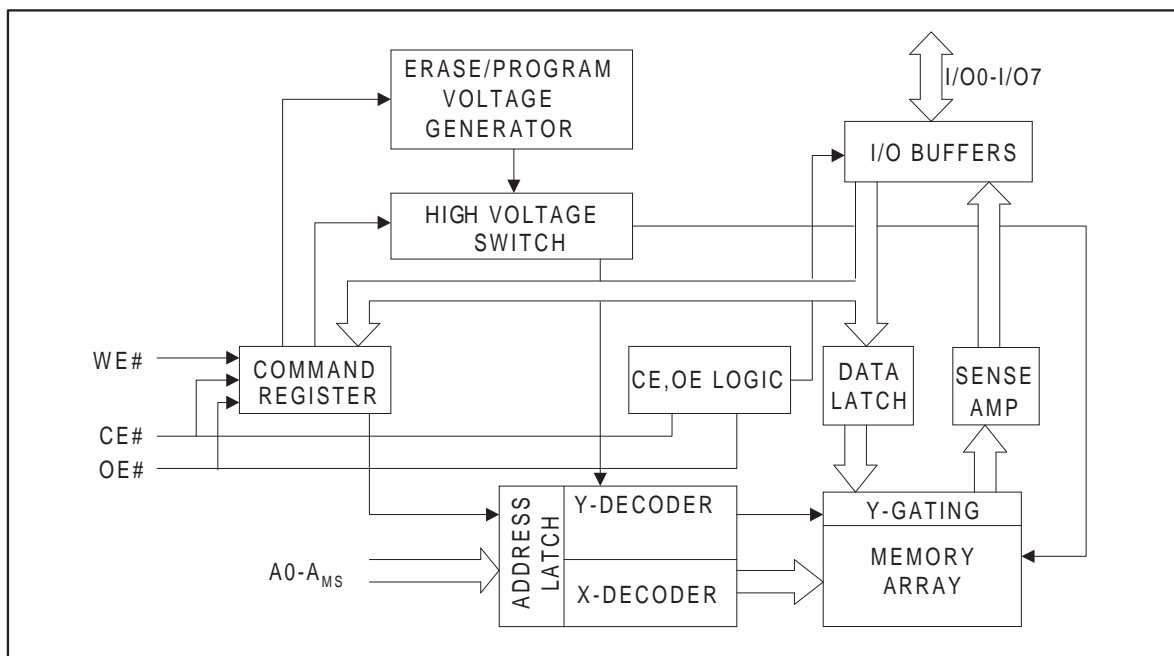 ERASE/PROGRAM
VOLTAGE
GENERATOR
I/O0-I/O7
I/O BUFFERS
HIGH VOLTAGE
SWITCH
WE#
COMMAND
REGISTER
CE,OE LOGIC
DATA
LATCH
SENSE
AMP
CE#
OE#
ADDRESS
LATCH
Y-DECODER
Y-GATING
A0-AMS
X-DECODER
MEMORY
ARRAY